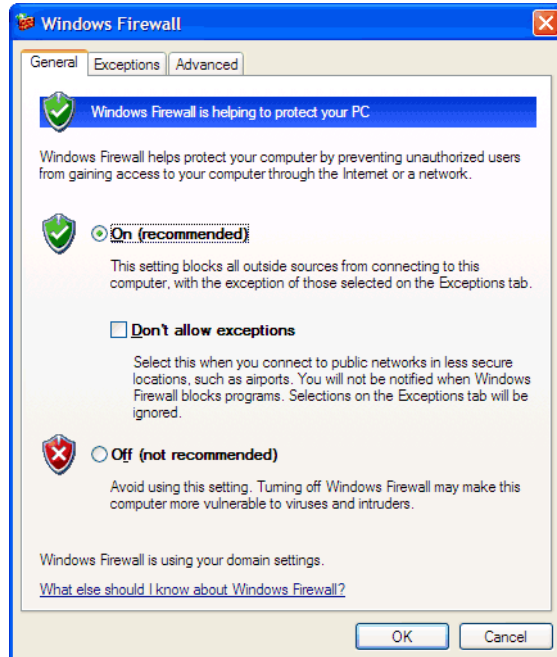 Windows Firewall
General Exceptions Advanced
Windows Firewall is helping to protect your PC
Windows Firewall helps protect your computer by preventing unauthorized users
from gaining access to your computer through the Internet or a network.
On (recommended)
This setting blocks all outside sources from connecting to this
computer, with the exception of those selected on the Exceptions tab.
Don't allow exceptions
Select this when you connect to public networks in less secure
locations, such as airports. You will not be notified when Windows
Firewall blocks programs. Selections on the Exceptions tab will be
ignored.
Off (not recommended)
Avoid using this setting. Turning off Windows Firewall may make this
computer more vulnerable to viruses and intruders.
Windows Firewall is using your domain settings.
What else should I know about Windows Firewall?
OK Cancel